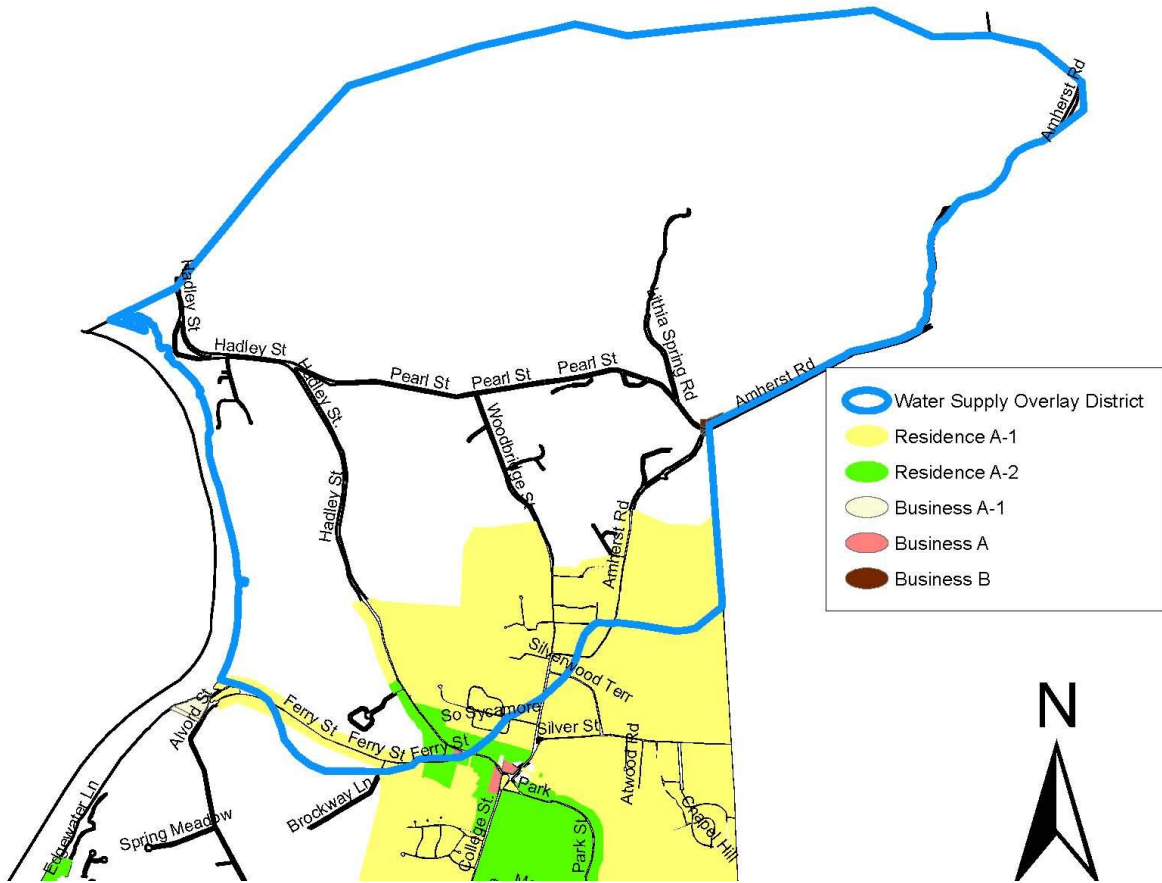 Amherst Rd
Hadley St
Lithia Spring Rd
Hadley St
Hadley St.
Pearl St
Pearl St
Pearl St
Amherst Rd
Water Supply Overlay District
Residence A-1
Residence A-2
Business A-1
Business A
Business B
Woodbridge St
Hadley St
Amherst Rd
Silverwood Terr
N
Alvord St
Ferry St
Ferry St
Ferry St
So Sycamore
Silver St
Atwood Rd
Park
Edgewater Ln
Spring Meadow
Brockway Ln
College St.
Park St
Chapel Hill